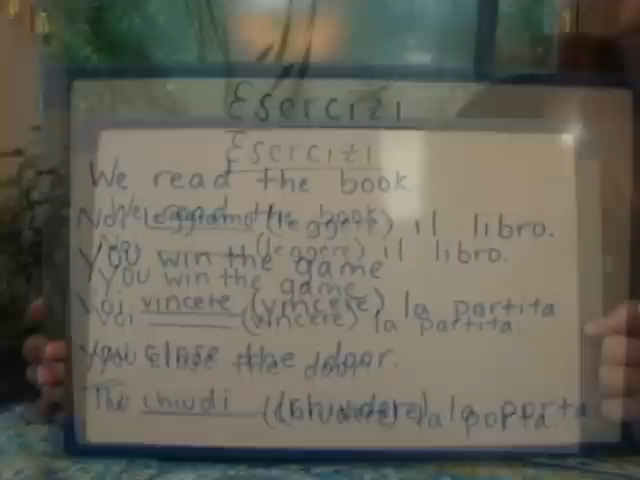 Esercizi
We read the book
Noi leggiamo (leggere) il libro.
You win the game
Voi vincete (vincere) la partita
You close the door.
chiudi (chiudere) la porta